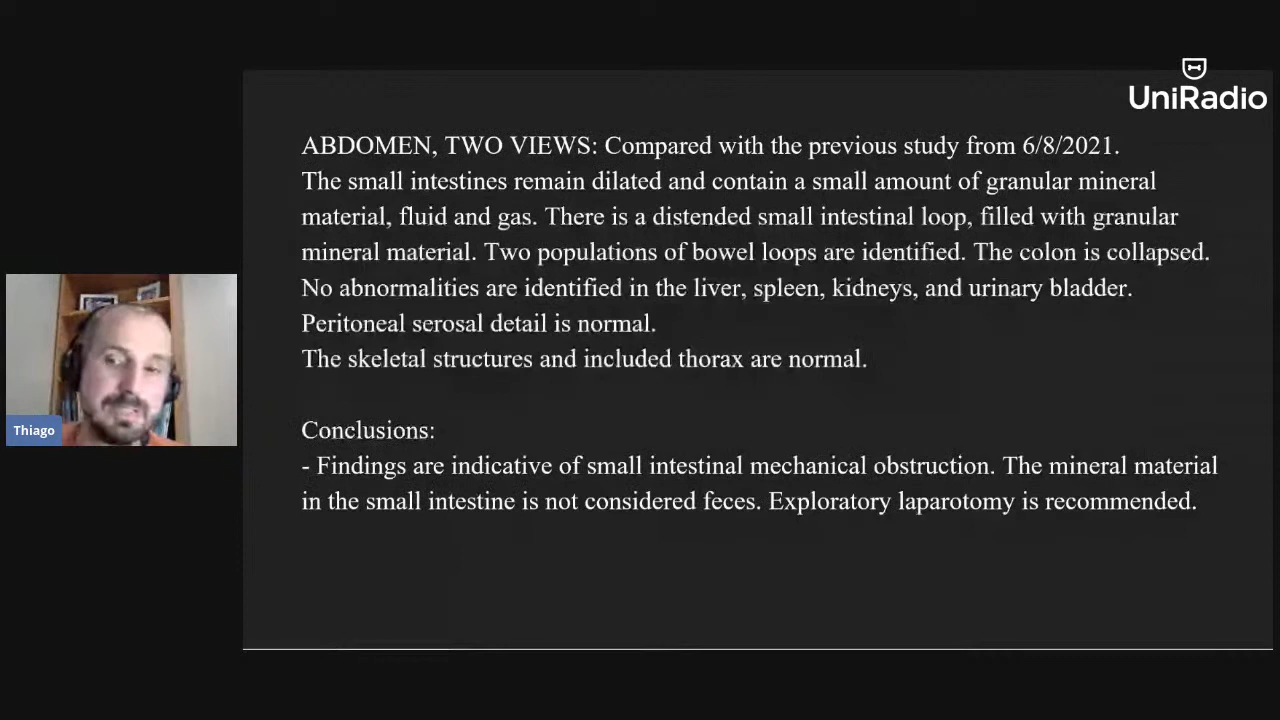 UniRadio
ABDOMEN, TWO VIEWS: Compared with the previous study from 6/8/2021.
The small intestines remain dilated and contain a small amount of granular mineral
material, fluid and gas. There is a distended small intestinal loop, filled with granular
mineral material. Two populations of bowel loops are identified. The colon is collapsed.
No abnormalities are identified in the liver, spleen, kidneys, and urinary bladder.
Peritoneal serosal detail is normal.
The skeletal structures and included thorax are normal.
Conclusions:
- Findings are indicative of small intestinal mechanical obstruction. The mineral material
in the small intestine is not considered feces. Exploratory laparotomy is recommended.
Thiago